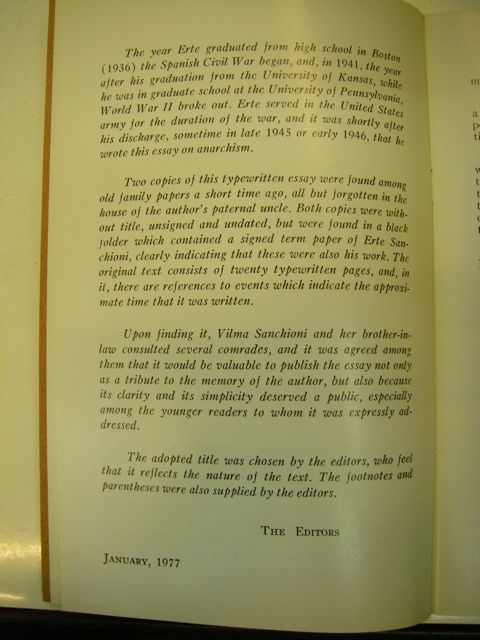 The year Erte graduated from high school in Boston
(1936) the Spanish Civil War began, and, in 1941, the year
after his graduation from the University of Kansas, while
he was in graduate school at the University of Pennsylvania,
World War II broke out. Erte served in the United States
army for the duration of the war, and it was shortly after
his discharge, sometime in late 1945 or early 1946, that he
wrote this essay on anarchism.
Two copies of this typewritten essay were found among
old family papers a short time ago, all but forgotten in the
house of the author's paternal uncle. Both copies were with-
out title, unsigned and undated, but were found in a black
folder which contained a signed term paper of Erte San-
chioni, clearly indicating that these were also his work. The
original text consists of twenty typewritten pages, and, in
it, there are references to events which indicate the approxi-
mate time that it was written.
Upon finding it, Vilma Sanchioni and her brother-in-
law consulted several comrades, and it was agreed among
them that it would be valuable to publish the essay not only
as a tribute to the memory of the author, but also because
its clarity and its simplicity deserved a public, especially
among the younger readers to whom it was expressly ad-
dressed.
The adopted title was chosen by the editors, who feel
that it reflects the nature of the text. The footnotes and
parentheses were also supplied by the editors.
THE EDITORS
JANUARY, 1977